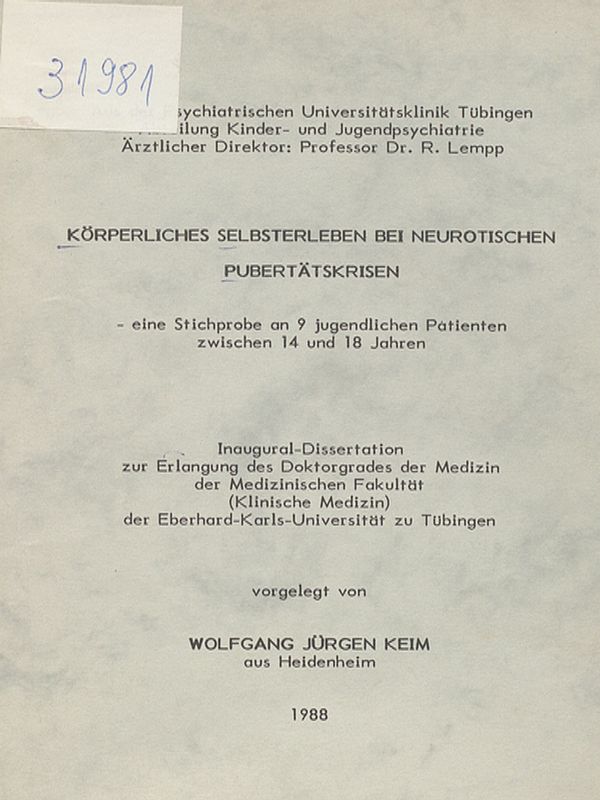 31981
Psychiatrischen Universitätsklinik Tübingen
Kinder- und Jugendpsychiatrie
Ärztlicher Direktor: Professor Dr. R. Lempp
KÖRPERLICHES SELBSTERLEBEN BEI NEUROTISCHEN
PUBERTÄTSKRISEN
- eine Stichprobe an 9 jugendlichen Patienten
zwischen 14 und 18 Jahren
Inaugural-Dissertation
zur Erlangung des Doktorgrades der Medizin
der Medizinischen Fakultät
(Klinische Medizin)
der Eberhard-Karls-Universität zu Tübingen
vorgelegt von
WOLFGANG JÜRGEN KEIM
aus Heidenheim
1988